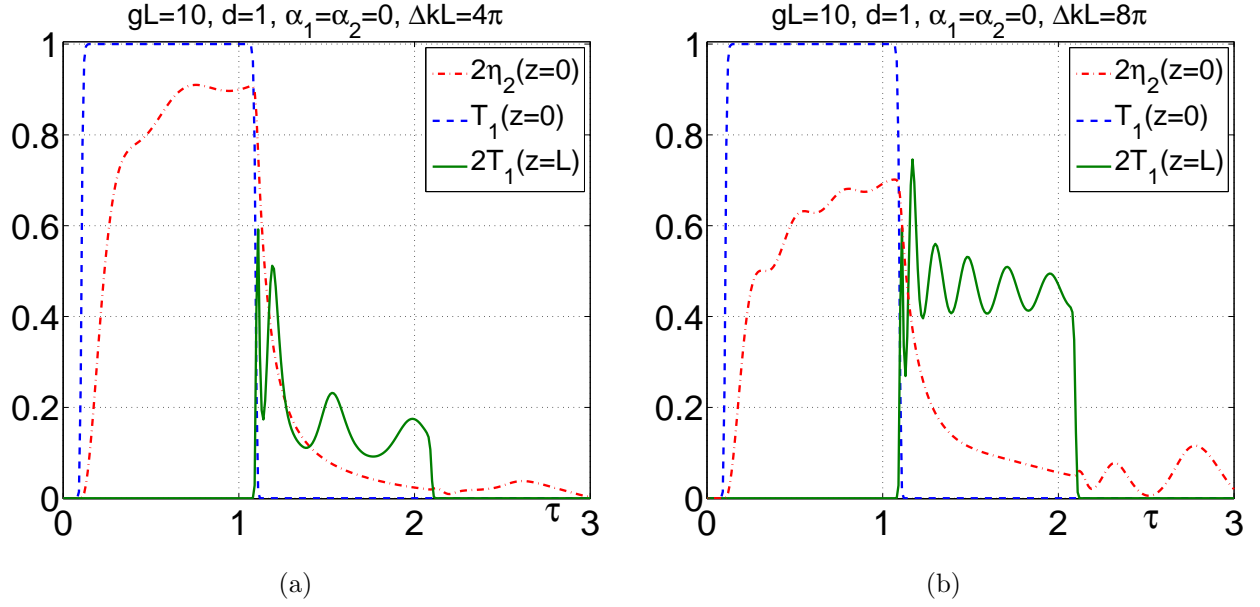 gL=10, d=1, α₁=α₂=0, ΔkL=4π
1
0.8
0.6
0.4
0.2
0
0
1
2
τ
3
2η₂(z=0)
T₁(z=0)
2T₁(z=L)
(a)
gL=10, d=1, α₁=α₂=0, ΔkL=8π
1
0.8
0.6
0.4
0.2
0
0
1
2
τ
3
2η₂(z=0)
T₁(z=0)
2T₁(z=L)
(b)